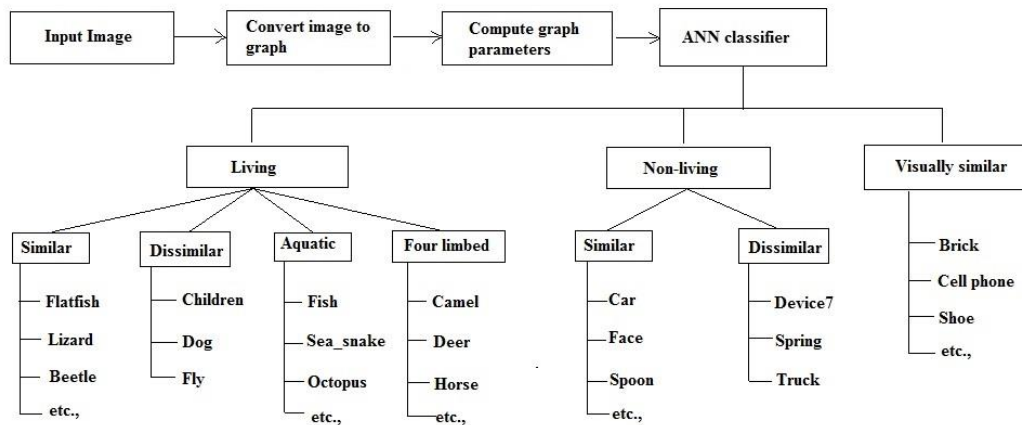 Input Image
Convert image to
graph
Compute graph
parameters
ANN classifier
Living
Non-living
Visually similar
Similar
Dissimilar
Aquatic
Four limbed
Similar
Dissimilar
Flatfish
Lizard
Beetle
etc.,
Children
Dog
Fly
Fish
Sea_snake
Octopus
etc.,
Camel
Deer
Horse
etc.,
Car
Face
Spoon
etc.,
Device7
Spring
Truck
Brick
Cell phone
Shoe
etc.,